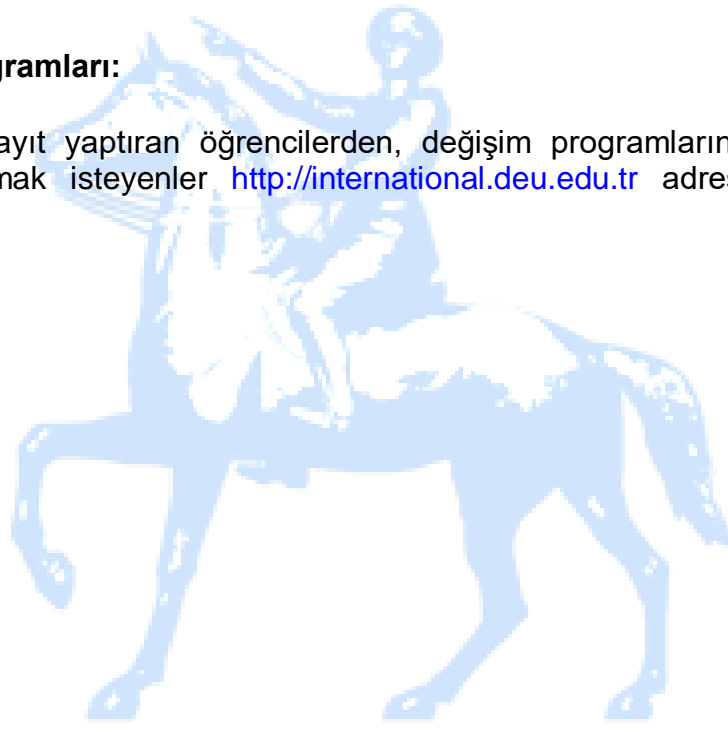 gramları:
ayıt yaptıran öğrencilerden, değişim programların
mak isteyenler http://international.deu.edu.tr adres